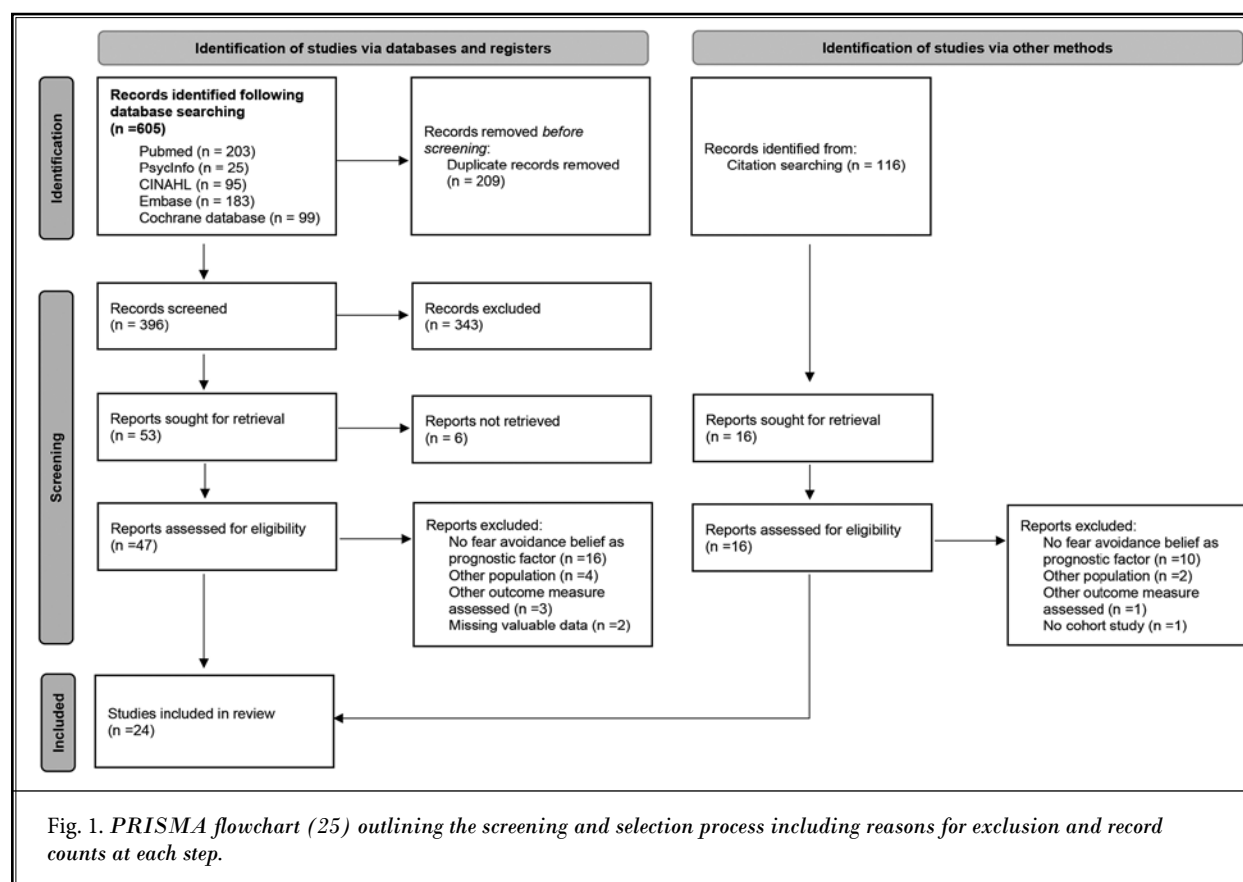 Identification of studies via databases and registers
Identification of studies via other methods
Identification
Records identified following
database searching
(n =605)
Pubmed (n = 203)
PsycInfo (n = 25)
CINAHL (n = 95)
Embase (n = 183)
Cochrane database (n = 99)
Records removed before
screening:
Duplicate records removed
(n = 209)
Records identified from:
Citation searching (n = 116)
Screening
Records screened
(n = 396)
Records excluded
(n = 343)
Reports sought for retrieval
(n = 53)
Reports not retrieved
(n = 6)
Reports sought for retrieval
(n = 16)
Reports assessed for eligibility
(n =47)
Reports excluded:
No fear avoidance belief as
prognostic factor (n =16)
Other population (n =4)
Other outcome measure
assessed (n =3)
Missing valuable data (n =2)
Reports assessed for eligibility
(n =16)
Reports excluded:
No fear avoidance belief as
prognostic factor (n =10)
Other population (n =2)
Other outcome measure
assessed (n =1)
No cohort study (n =1)
Included
Studies included in review
(n =24)
Fig. 1. PRISMA flowchart (25) outlining the screening and selection process including reasons for exclusion and record
counts at each step.